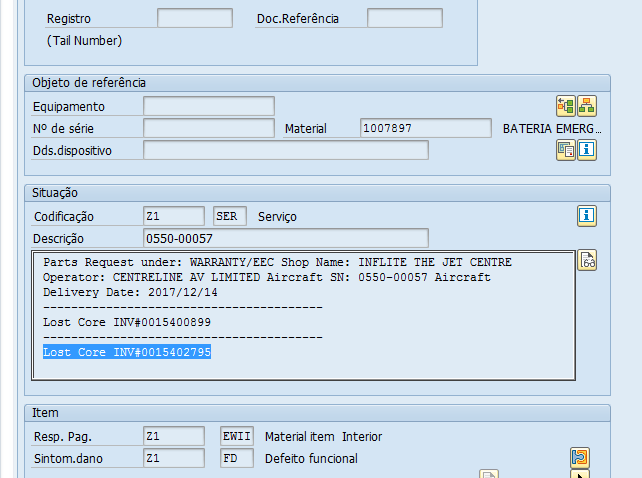 Registro Doc.Referência
(Tail Number)
Objeto de referência
Equipamento
Nº de série Material 1007897 BATERIA EMERG...
Dds.dispositivo
Situação
Codificação Z1 SER Serviço
Descrição 0550-00057
Parts Request under: WARRANTY/EEC Shop Name: INFLITE THE JET CENTRE
Operator: CENTRELINE AV LIMITED Aircraft SN: 0550-00057 Aircraft
Delivery Date: 2017/12/14
----------------------------------------
Lost Core INV#0015400899
----------------------------------------
Lost Core INV#0015402795
Item
Resp. Pag. Z1 EWII Material item Interior
Sintom.dano Z1 FD Defeito funcional